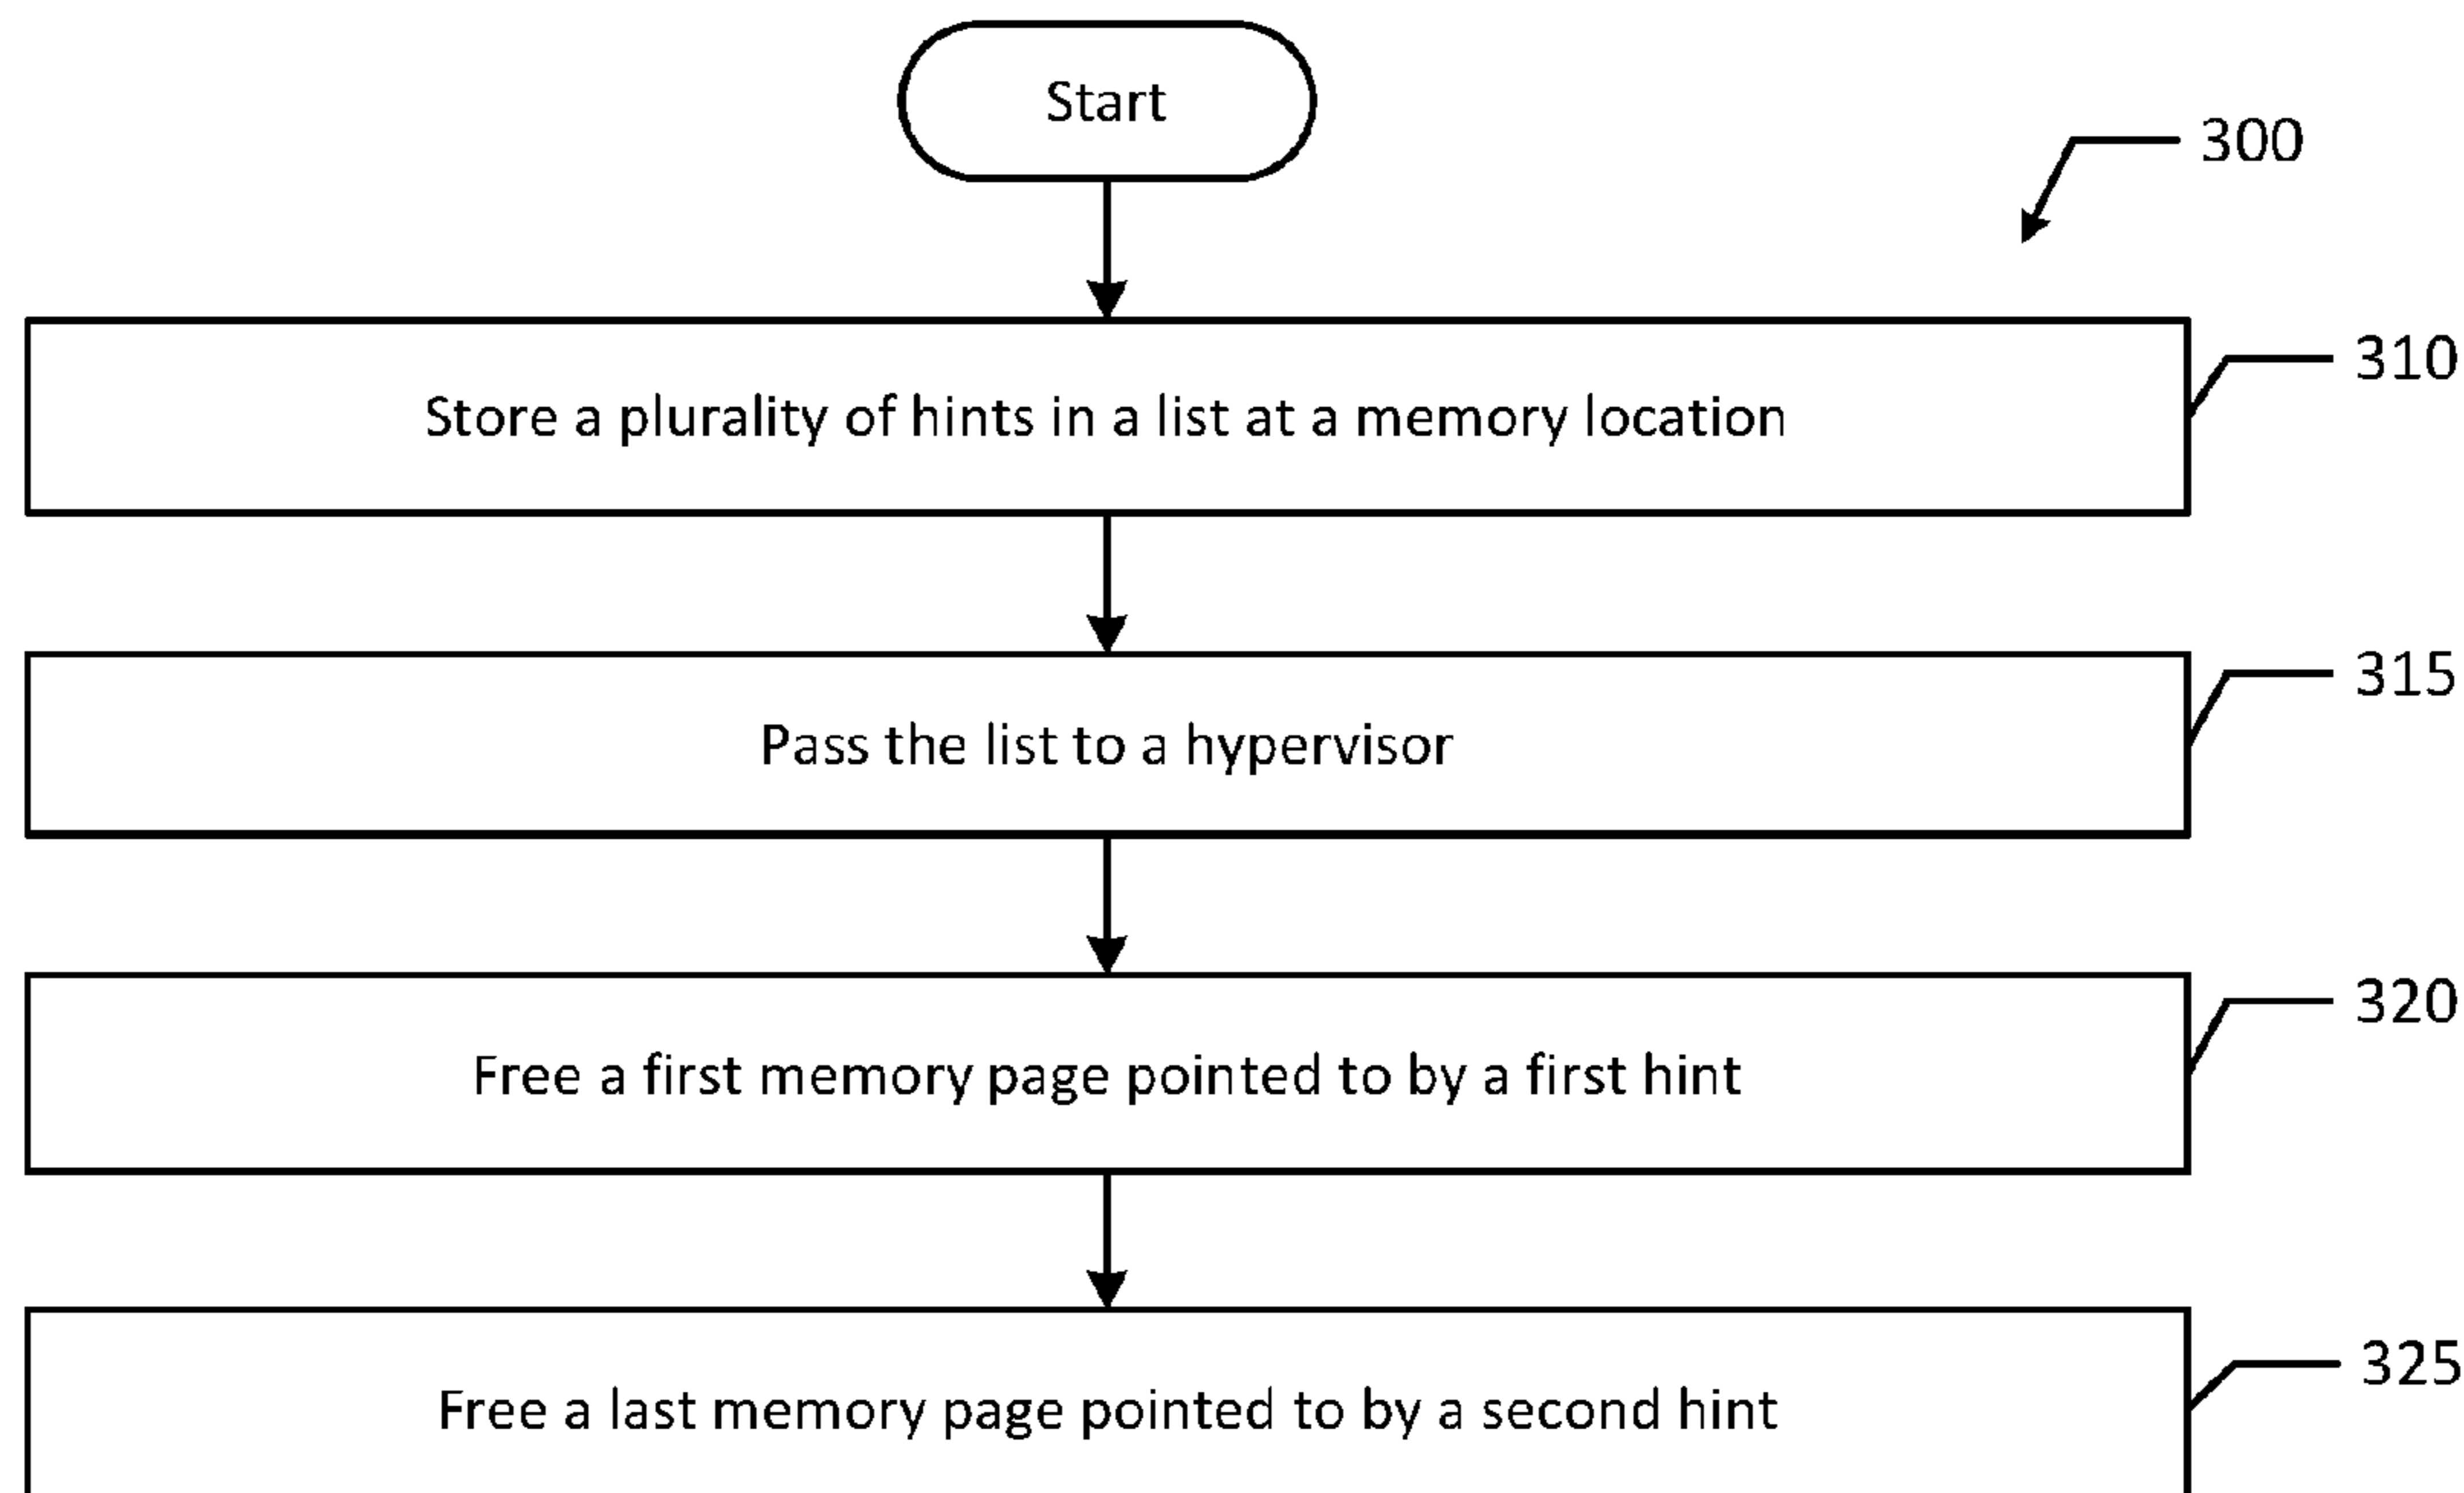 Start
300
310
Store a plurality of hints in a list at a memory location
315
Pass the list to a hypervisor
320
Free a first memory page pointed to by a first hint
325
Free a last memory page pointed to by a second hint